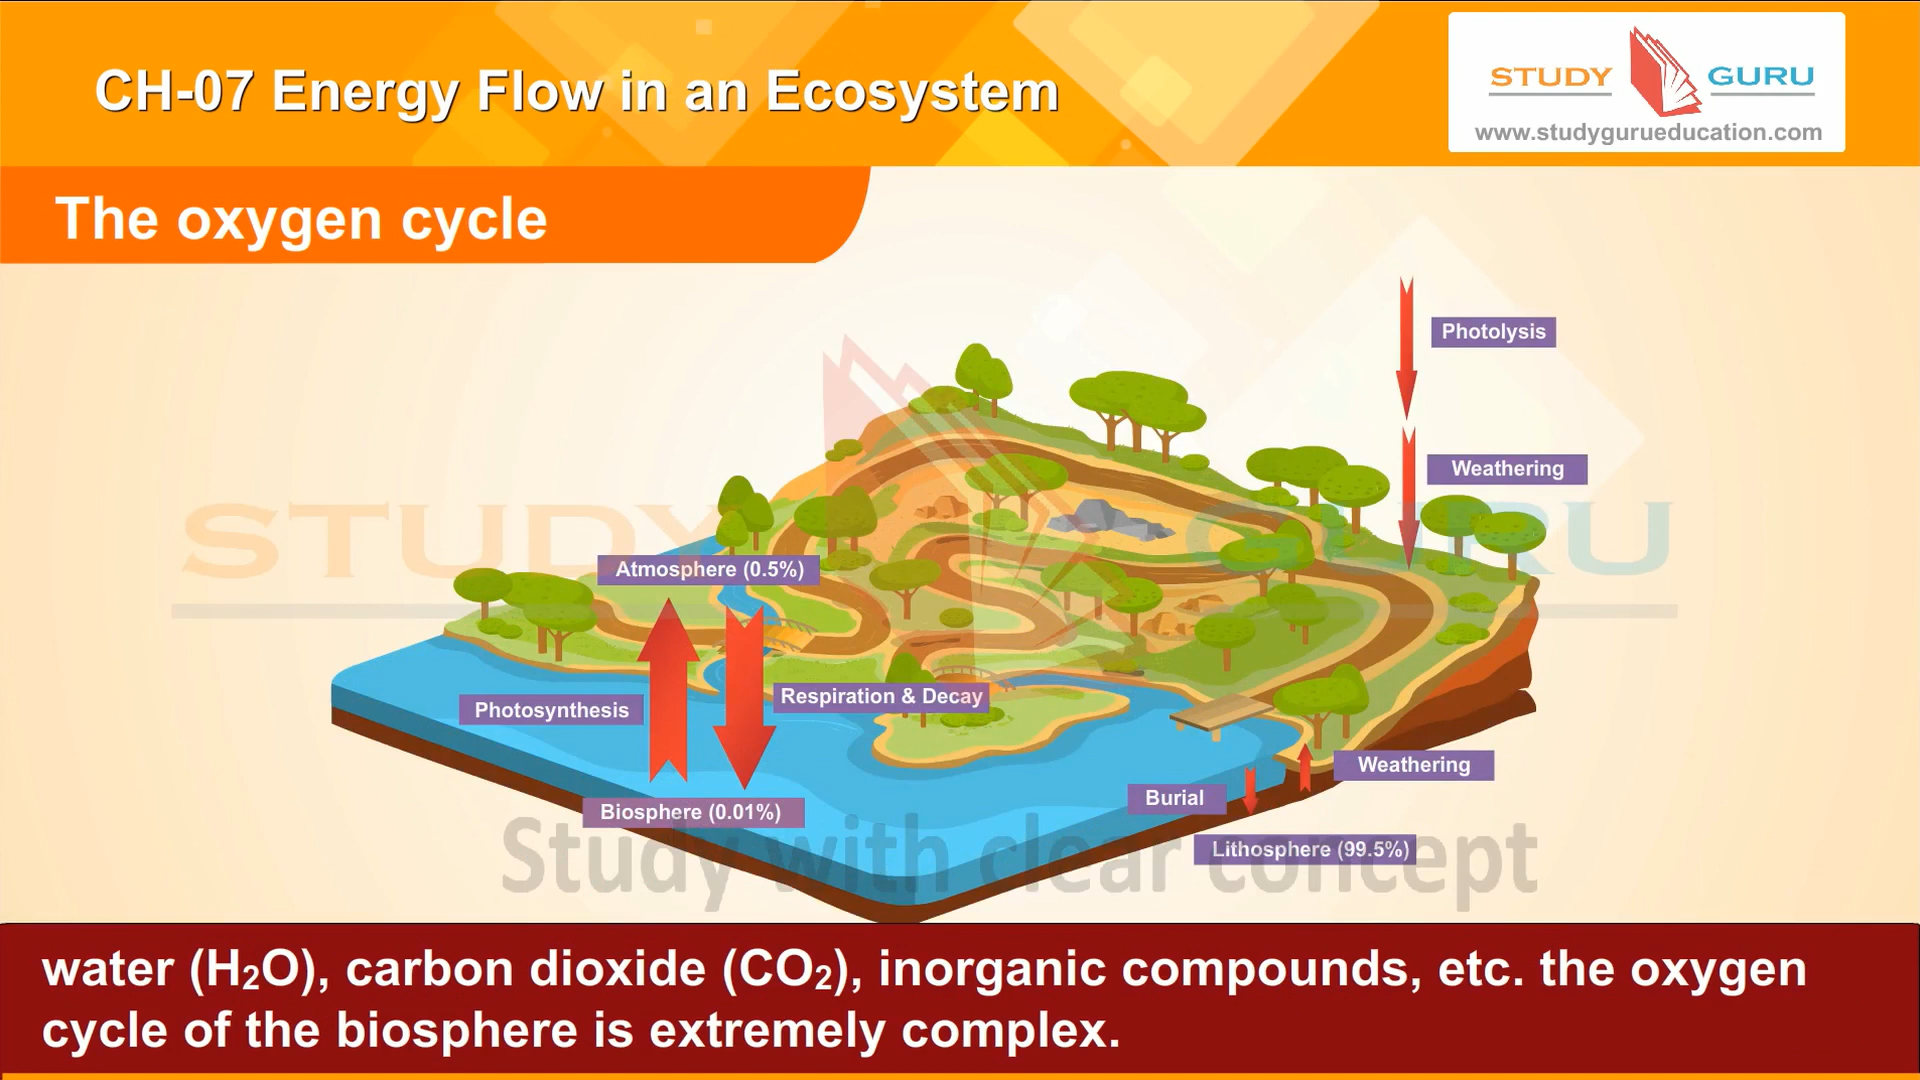 CH-07 Energy Flow in an Ecosystem
STUDY GURU
www.studygurueducation.com
The oxygen cycle
Photolysis
Weathering
STUDY GURU
Atmosphere (0.5%)
Photosynthesis
Respiration & Decay
Weathering
Burial
Biosphere (0.01%)
Lithosphere (99.5%)
Study with clear concept
water (H₂O), carbon dioxide (CO₂), inorganic compounds, etc. the oxygen
cycle of the biosphere is extremely complex.